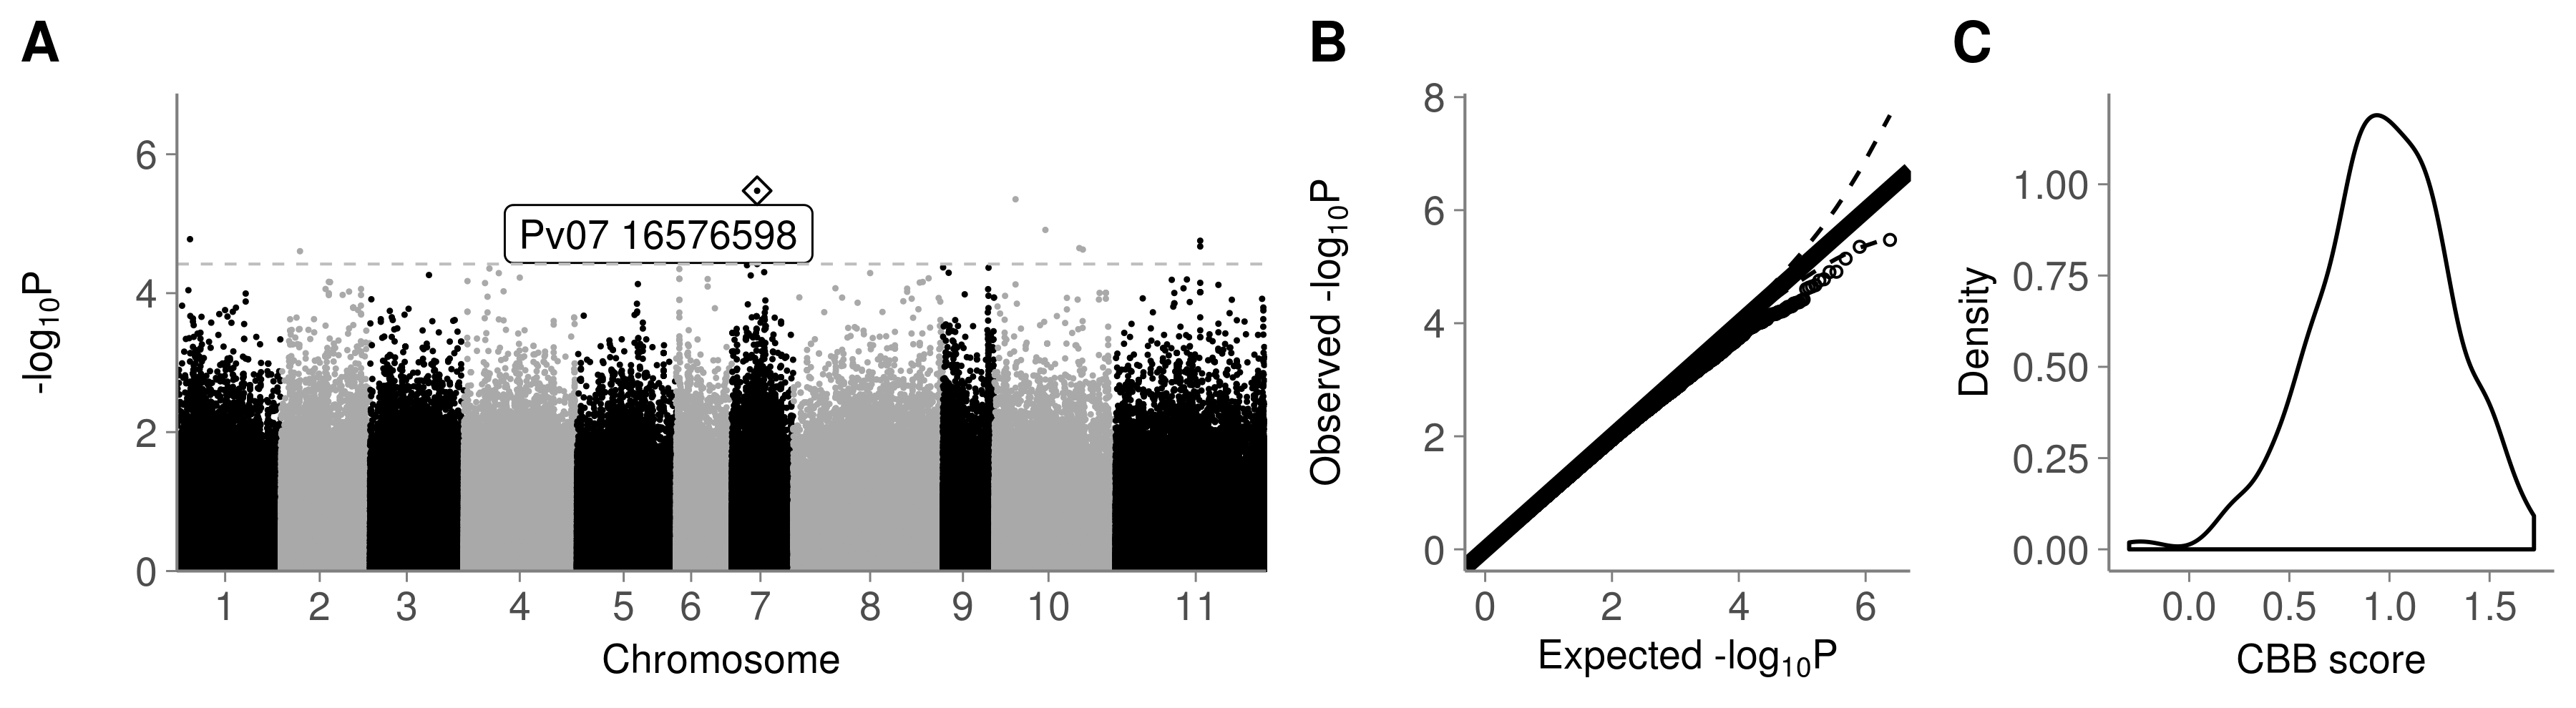 A
-log10P
6
4
2
0
Pv07 16576598
1 2 3 4 5 6 7 8 9 10 11
Chromosome
B
Observed -log10P
8
6
4
2
0
0 2 4 6
Expected -log10P
C
Density
1.00
0.75
0.50
0.25
0.00
0.0 0.5 1.0 1.5
CBB score